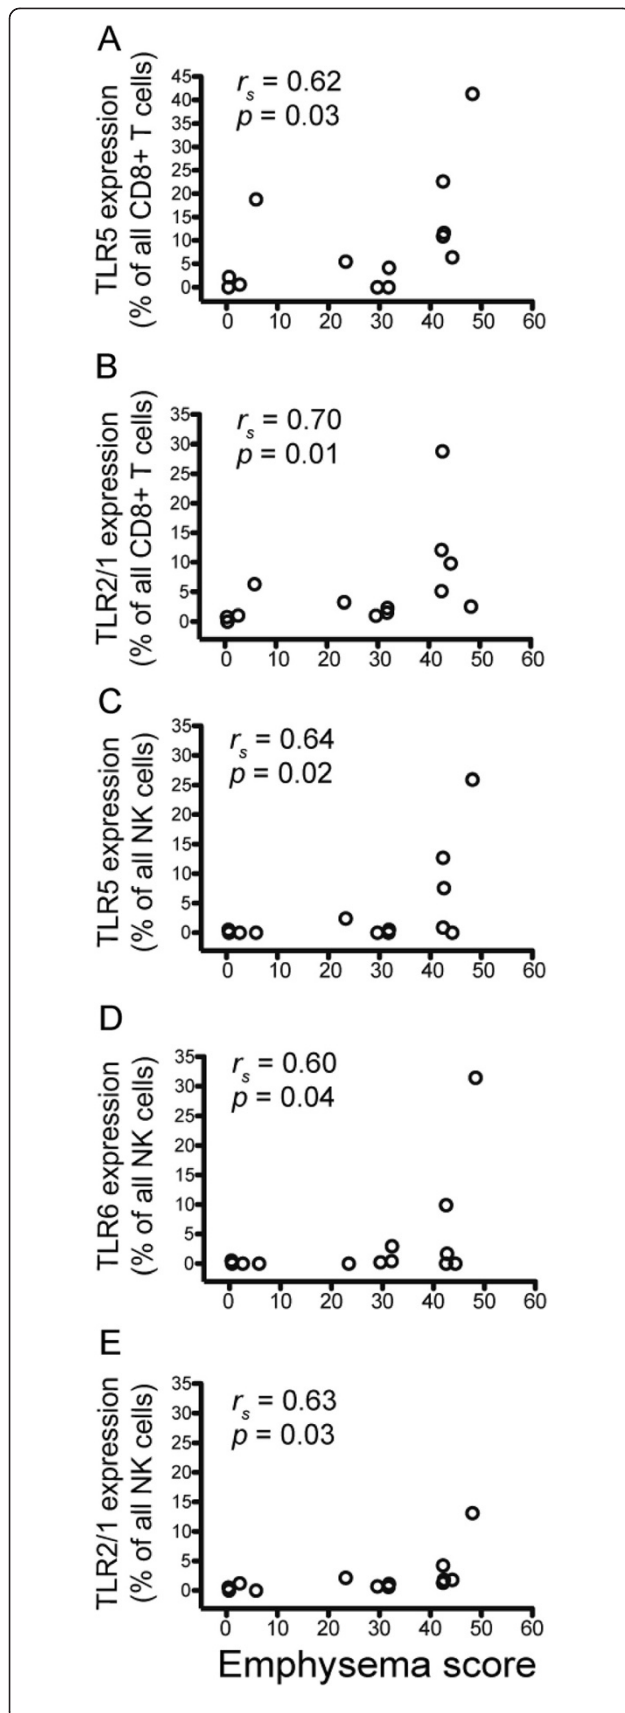 A
TLR5 expression
(% of all CD8+ T cells)
45
40
35
30
25
20
15
10
5
0
rs = 0.62
p = 0.03
0 10 20 30 40 50 60
B
TLR2/1 expression
(% of all CD8+ T cells)
35
30
25
20
15
10
5
0
rs = 0.70
p = 0.01
0 10 20 30 40 50 60
C
TLR5 expression
(% of all NK cells)
35
30
25
20
15
10
5
0
rs = 0.64
p = 0.02
0 10 20 30 40 50 60
D
TLR6 expression
(% of all NK cells)
35
30
25
20
15
10
5
0
rs = 0.60
p = 0.04
0 10 20 30 40 50 60
E
TLR2/1 expression
(% of all NK cells)
35
30
25
20
15
10
5
0
rs = 0.63
p = 0.03
0 10 20 30 40 50 60
Emphysema score